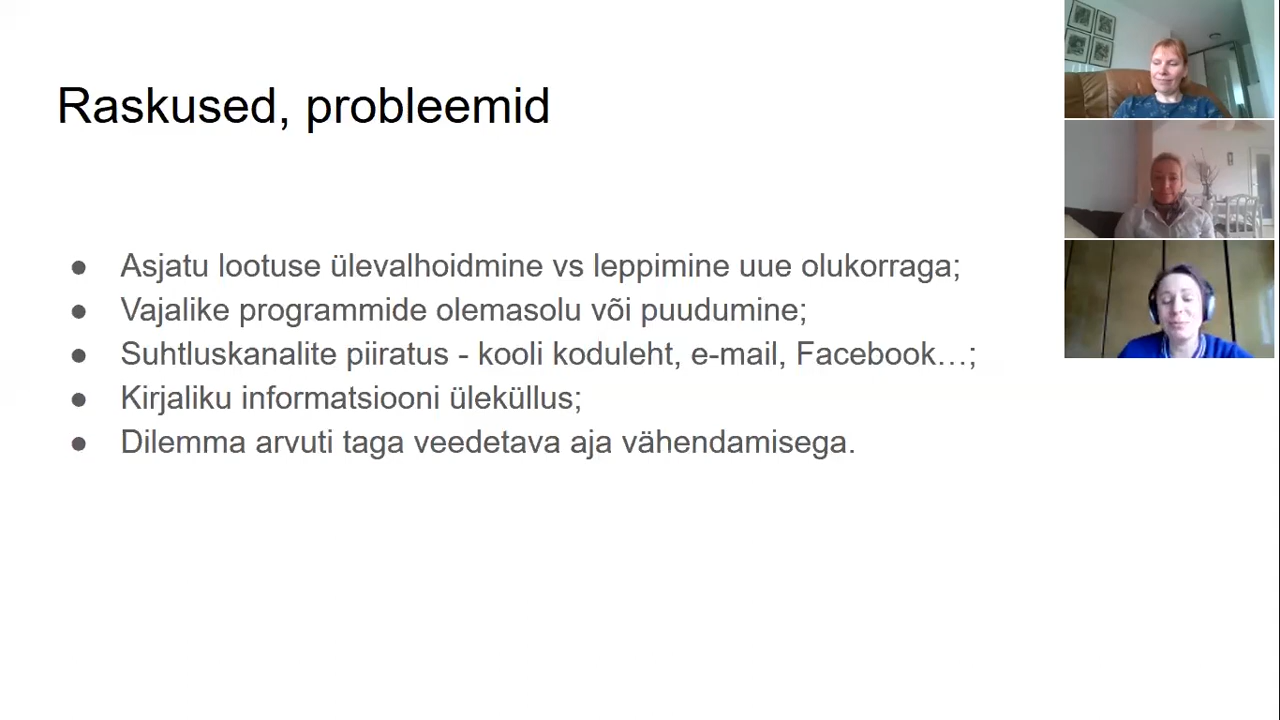 Raskused, probleemid
● Asjatu lootuse ülevalhoidmine vs leppimine uue olukorraga;
● Vajalike programmide olemasolu või puudumine;
● Suhtluskanalite piiratus - kooli koduleht, e-mail, Facebook…;
● Kirjaliku informatsiooni üleküllus;
● Dilemma arvuti taga veedetava aja vähendamisega.